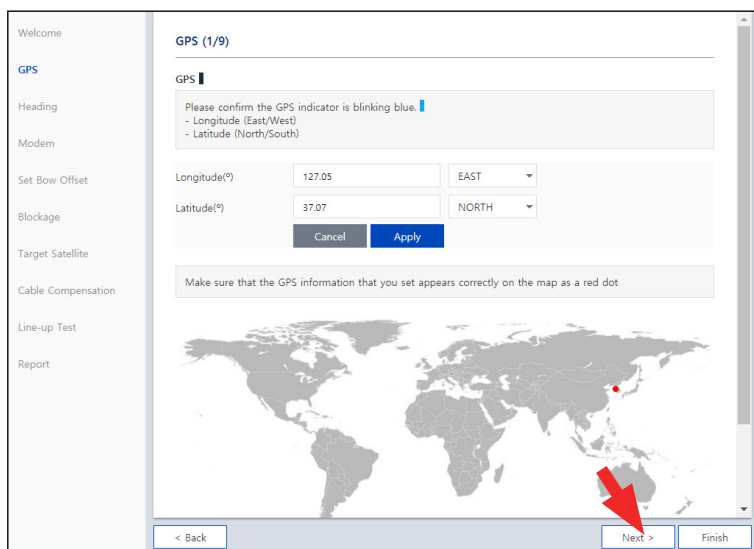 Welcome
GPS
Heading
Modem
Set Bow Offset
Blockage
Target Satellite
Cable Compensation
Line-up Test
Report
GPS (1/9)
GPS
Please confirm the GPS indicator is blinking blue.
- Longitude (East/West)
- Latitude (North/South)
Longitude(º) 127.05 EAST
Latitude(º) 37.07 NORTH
Cancel Apply
Make sure that the GPS information that you set appears correctly on the map as a red dot
< Back Next > Finish